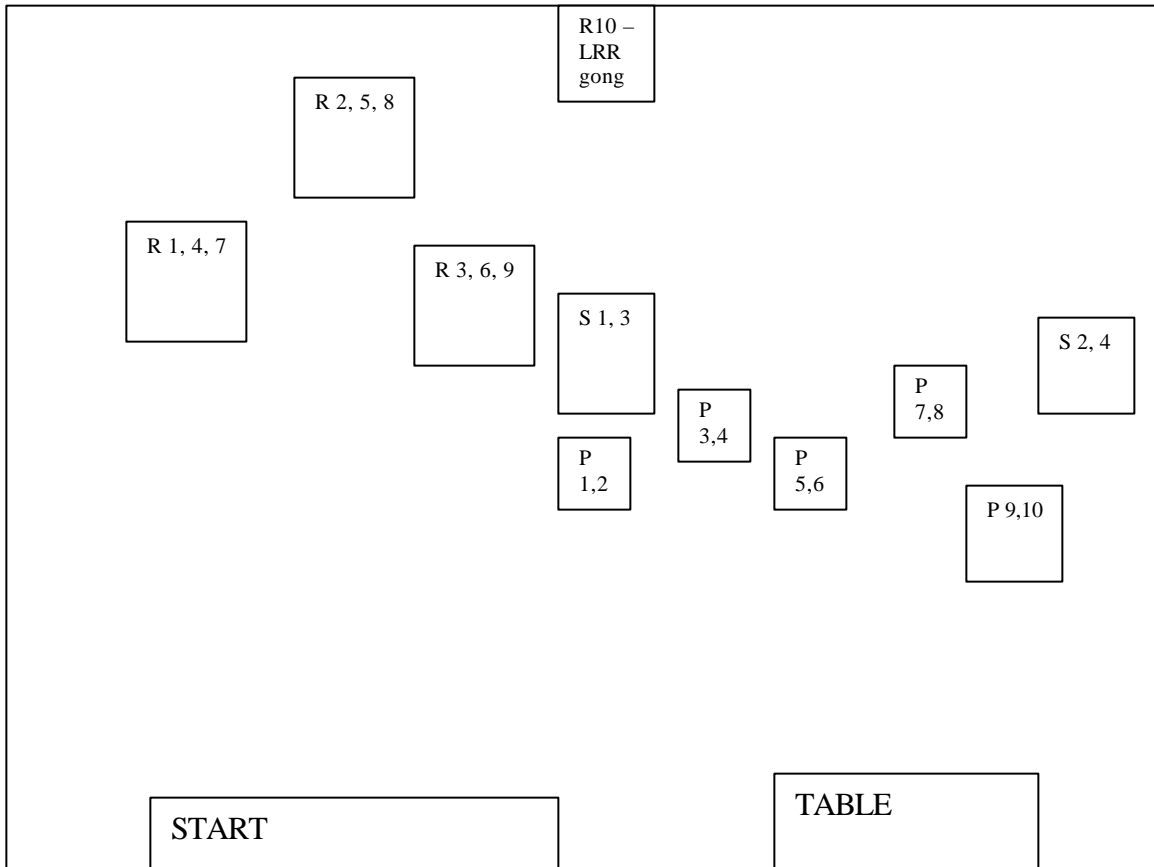 R10 –
LRR
gong
R 2, 5, 8
R 1, 4, 7
R 3, 6, 9
S 1, 3
S 2, 4
P
7,8
P
3,4
P
1,2
P
5,6
P 9,10
TABLE
START